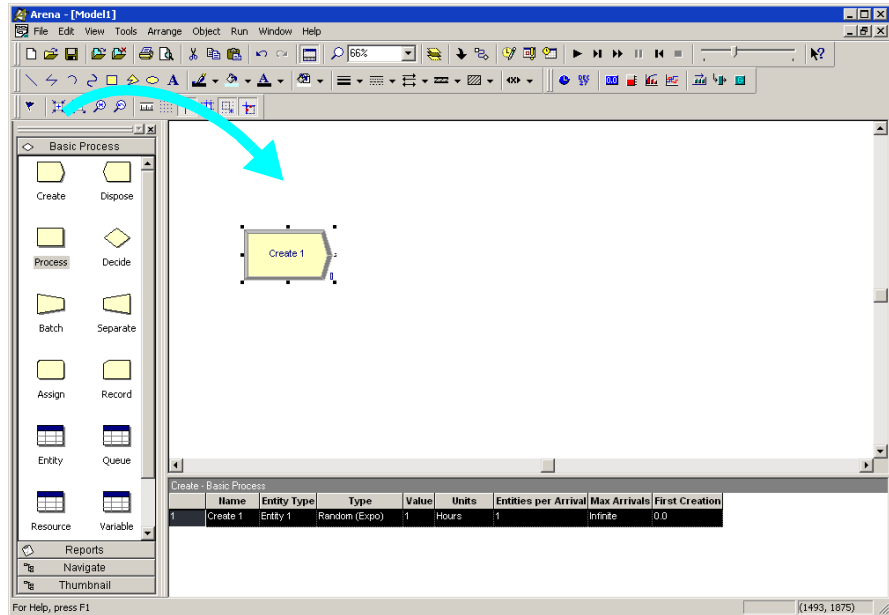 Arena - [Model1]
File Edit View Tools Arrange Object Run Window Help
66%
Basic Process
Create Dispose
Process Decide
Batch Separate
Assign Record
Entity Queue
Resource Variable
Reports
Navigate
Thumbnail
Create 1
0
Create - Basic Process
Name Entity Type Type Value Units Entities per Arrival Max Arrivals First Creation
1 Create 1 Entity 1 Random (Expo) 1 Hours 1 Infinite 0.0
For Help, press F1 (1493, 1875)